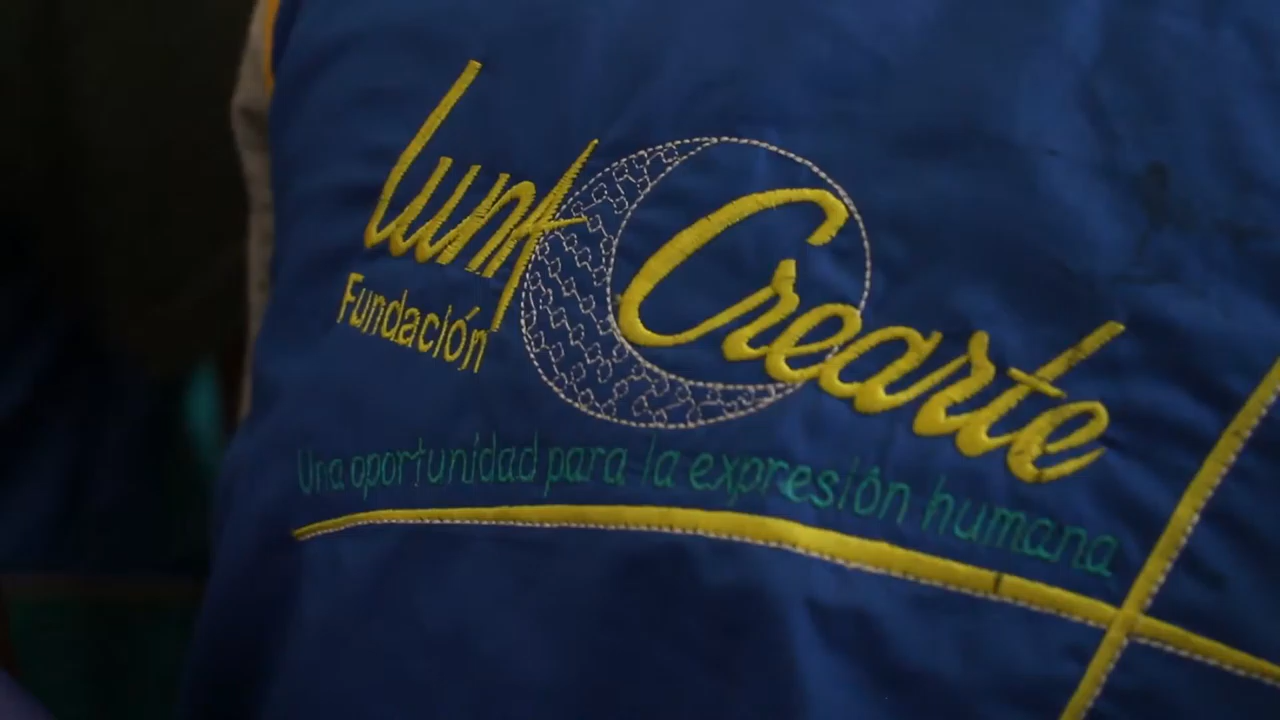 Luna Crearte
Fundación
Una oportunidad para la expresión humana